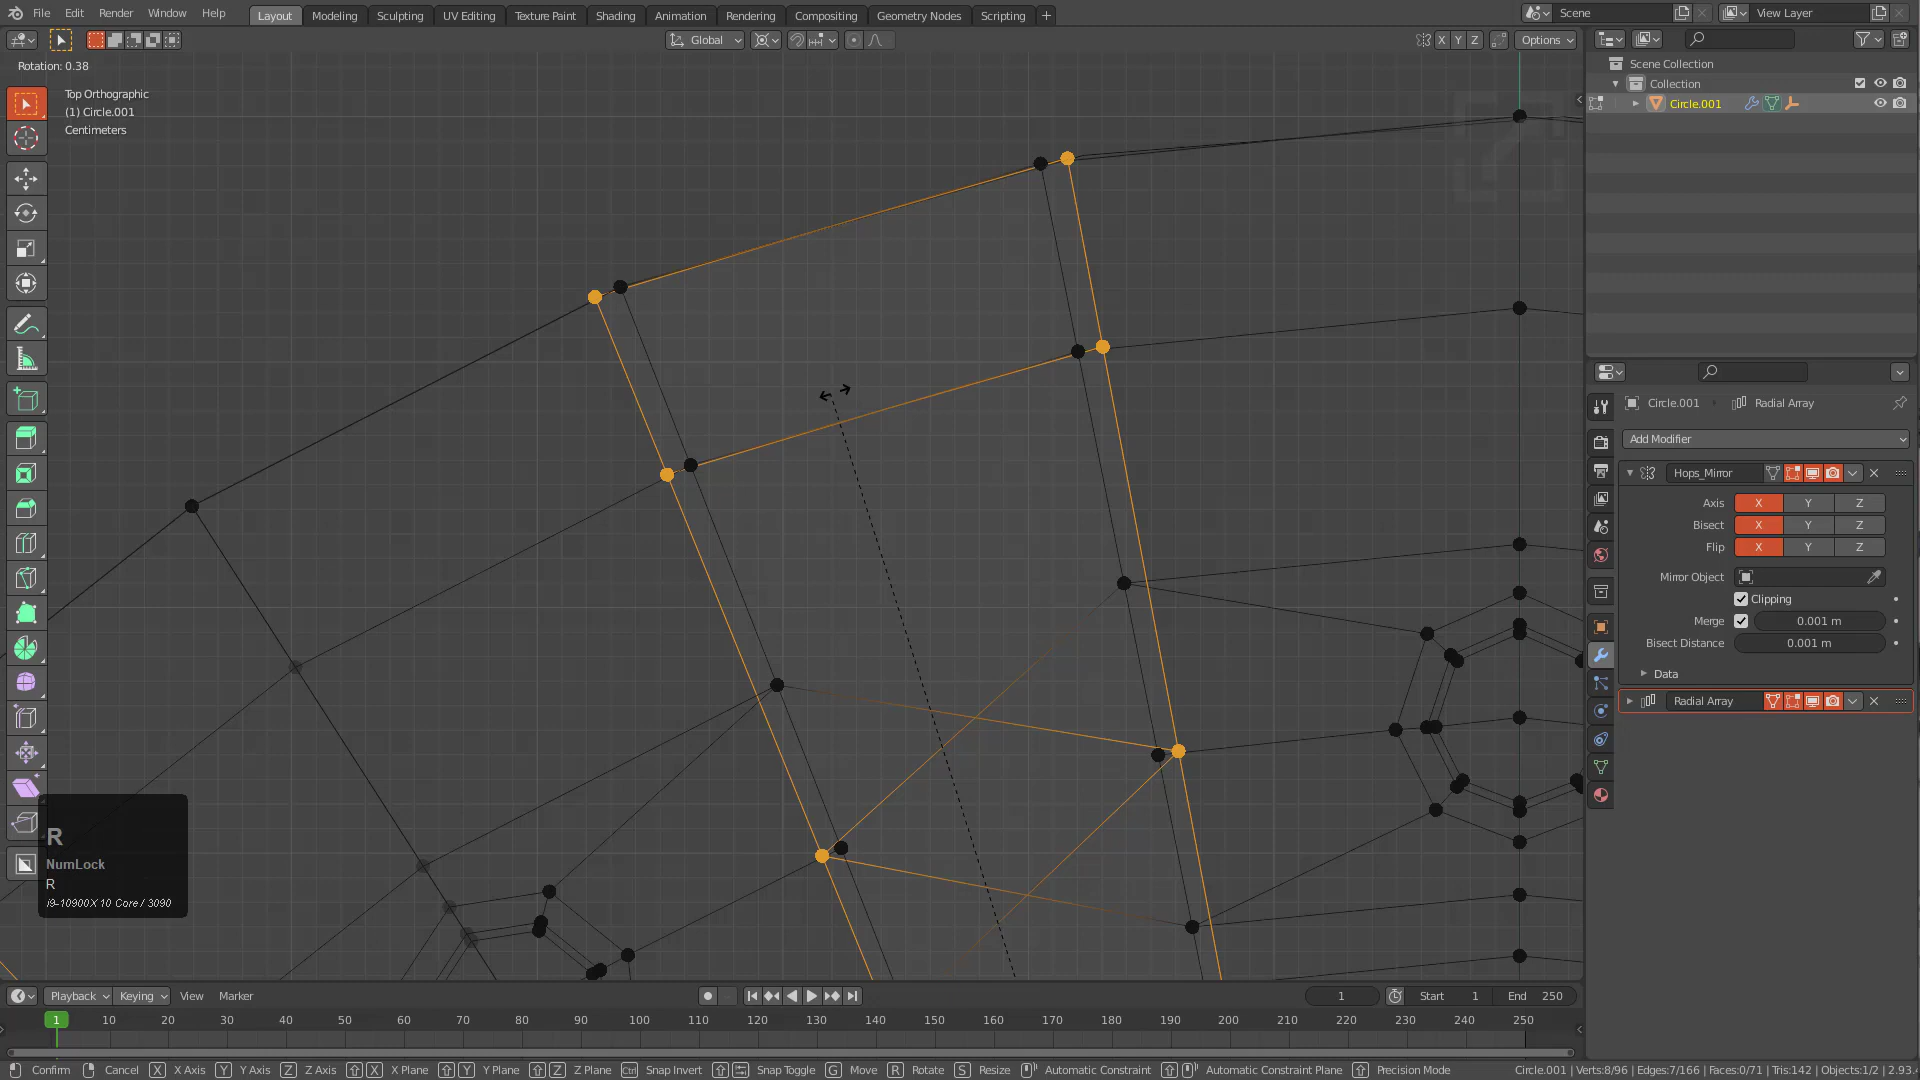 File Edit Render Window Help
Layout Modeling Sculpting UV Editing Texture Paint Shading Animation Rendering Compositing Geometry Nodes Scripting +
Scene
View Layer
Global
X Y Z
Options
Rotation: 0.38
Top Orthographic
(1) Circle.001
Centimeters
Scene Collection
Collection
Circle.001
Circle.001 Radial Array
Add Modifier
Hops_Mirror
Axis X Y Z
Bisect X Y Z
Flip X Y Z
Mirror Object
Clipping
Merge 0.001 m
Bisect Distance 0.001 m
Data
Radial Array
R
NumLock
R
i9-10900X 10 Core / 3090
Playback Keying View Marker
1 Start 1 End 250
1 10 20 30 40 50 60 70 80 90 100 110 120 130 140 150 160 170 180 190 200 210 220 230 240 250
Confirm Cancel X X Axis Y Y Axis Z Z Axis X X Plane Y Y Plane Z Z Plane Ctrl Snap Invert Snap Toggle G Move R Rotate S Resize Automatic Constraint Automatic Constraint Plane Precision Mode
Circle.001 | Verts:8/96 | Edges:7/166 | Faces:0/71 | Tris:142 | Objects:1/2 | 2.93.4